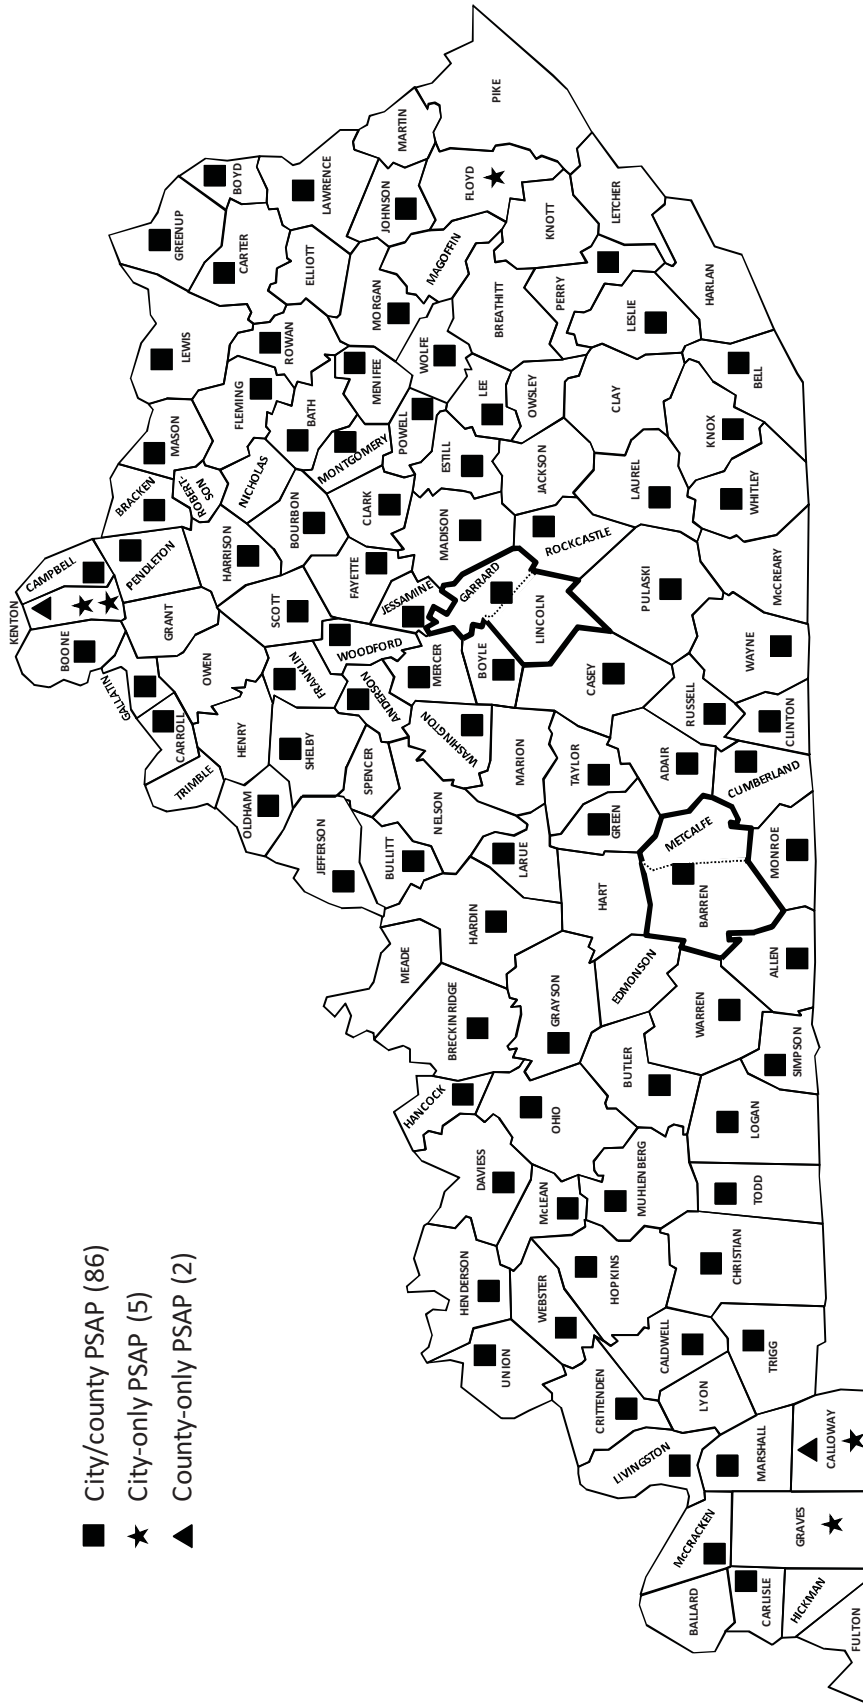 City/county PSAP (86)
City-only PSAP (5)
County-only PSAP (2)
KENTON
BOONE
CAMPBELL
GALLATIN
CARROLL
TRIMBLE
OWEN
GRANT
PENDLETON
BRACKEN
ROBERT-
SON
MASON
LEWIS
GREENUP
BOYD
CARTER
LAWRENCE
ELLIOTT
ROWAN
FLEMING
NICHOLAS
HARRISON
SCOTT
FRANKLIN
HENRY
OLDHAM
SHELBY
JEFFERSON
SPENCER
BULLITT
ANDERSON
WOODFORD
FAYETTE
BOURBON
BATH
MONTGOMERY
MENIFEE
MORGAN
JOHNSON
MARTIN
PIKE
FLOYD
MAGOFFIN
WOLFE
POWELL
CLARK
JESSAMINE
MERCER
WASHINGTON
NELSON
MEADE
HARDIN
BRECKINRIDGE
HANCOCK
DAVIESS
HENDERSON
UNION
WEBSTER
McLEAN
OHIO
GRAYSON
LARUE
MARION
BOYLE
GARRARD
LINCOLN
MADISON
ESTILL
LEE
BREATHITT
KNOTT
LETCHER
PERRY
OWSLEY
JACKSON
ROCKCASTLE
LAUREL
CLAY
LESLIE
HARLAN
BELL
KNOX
WHITLEY
McCREARY
PULASKI
CASEY
TAYLOR
GREEN
HART
EDMONSON
BUTLER
MUHLENBERG
HOPKINS
CRITTENDEN
LIVINGSTON
CALDWELL
LYON
CHRISTIAN
TODD
LOGAN
WARREN
SIMPSON
ALLEN
BARREN
METCALFE
MONROE
ADAIR
RUSSELL
CUMBERLAND
CLINTON
WAYNE
TRIGG
MARSHALL
CALLOWAY
McCRACKEN
GRAVES
BALLARD
CARLISLE
HICKMAN
FULTON